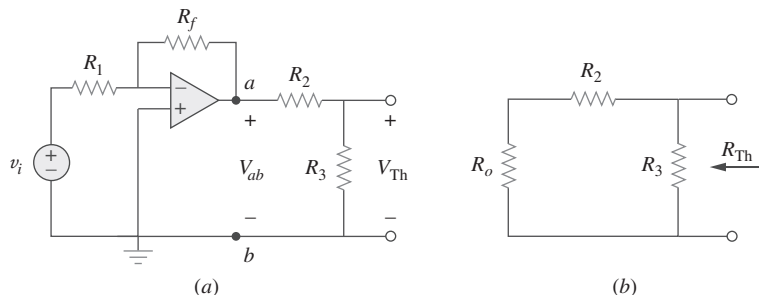 R_f
R_1
a
R_2
R_2
−
+
+
+
+
−
v_i
V_ab
R_3
V_Th
R_o
R_3
R_Th
−
−
b
(a)
(b)